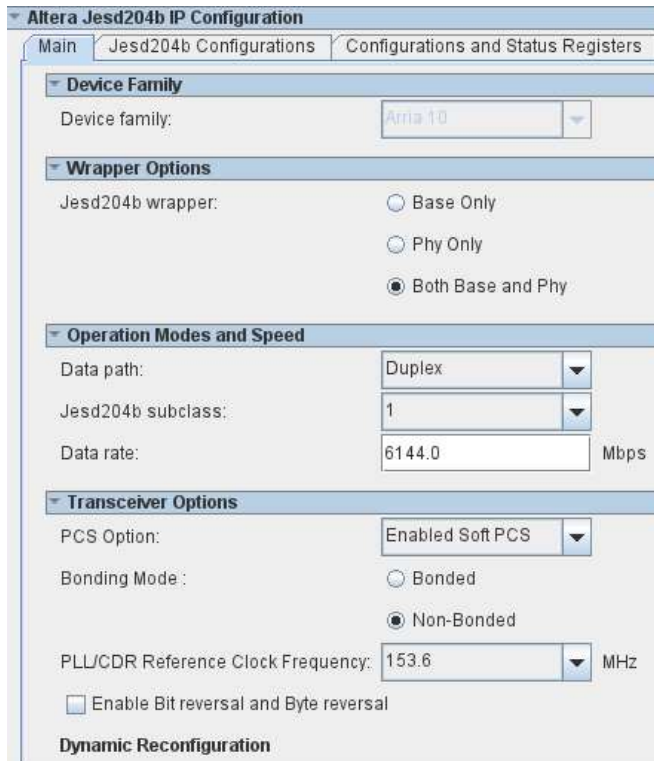 Altera Jesd204b IP Configuration
Main Jesd204b Configurations Configurations and Status Registers
Device Family
Device family: Arria 10
Wrapper Options
Jesd204b wrapper: Base Only
Phy Only
Both Base and Phy
Operation Modes and Speed
Data path: Duplex
Jesd204b subclass: 1
Data rate: 6144.0 Mbps
Transceiver Options
PCS Option: Enabled Soft PCS
Bonding Mode : Bonded
Non-Bonded
PLL/CDR Reference Clock Frequency: 153.6 MHz
Enable Bit reversal and Byte reversal
Dynamic Reconfiguration